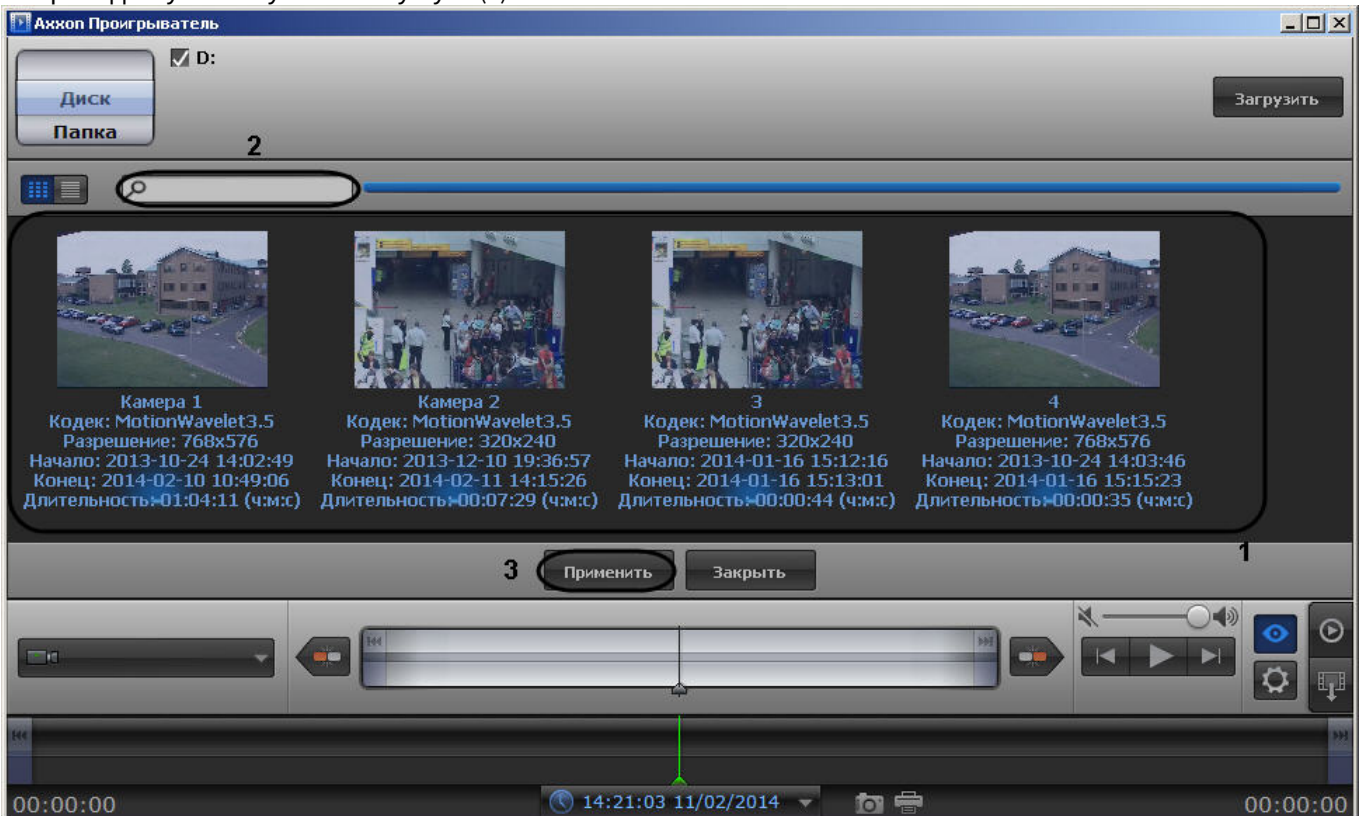 Axxon Проигрыватель
D:
Диск
Папка
Загрузить
2
Камера 1
Кодек: MotionWavelet3.5
Разрешение: 768x576
Начало: 2013-10-24 14:02:49
Конец: 2014-02-10 10:49:06
Длительность: 01:04:11 (ч:м:с)
Камера 2
Кодек: MotionWavelet3.5
Разрешение: 320x240
Начало: 2013-12-10 19:36:57
Конец: 2014-02-11 14:15:26
Длительность: 00:07:29 (ч:м:с)
3
Кодек: MotionWavelet3.5
Разрешение: 320x240
Начало: 2014-01-16 15:12:16
Конец: 2014-01-16 15:13:01
Длительность: 00:00:44 (ч:м:с)
4
Кодек: MotionWavelet3.5
Разрешение: 768x576
Начало: 2013-10-24 14:03:46
Конец: 2014-01-16 15:15:23
Длительность: 00:00:35 (ч:м:с)
1
3 Применить Закрыть
00:00:00 14:21:03 11/02/2014 00:00:00